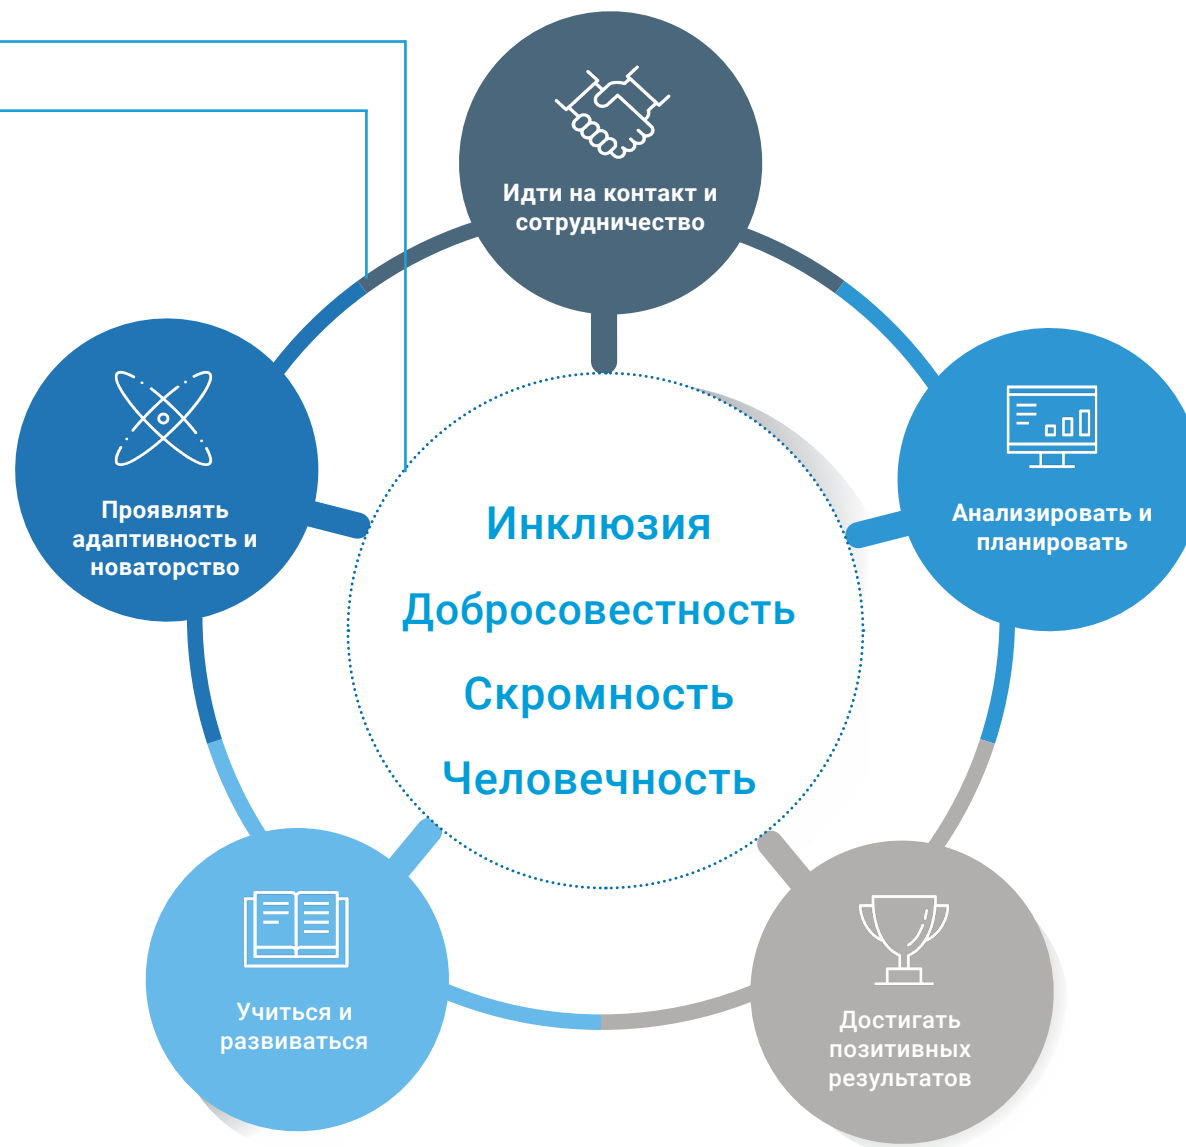 Идти на контакт и
сотрудничество
Проявлять
адаптивность и
новаторство
Анализировать и
планировать
Инклюзия
Добросовестность
Скромность
Человечность
Учиться и
развиваться
Достигать
позитивных
результатов